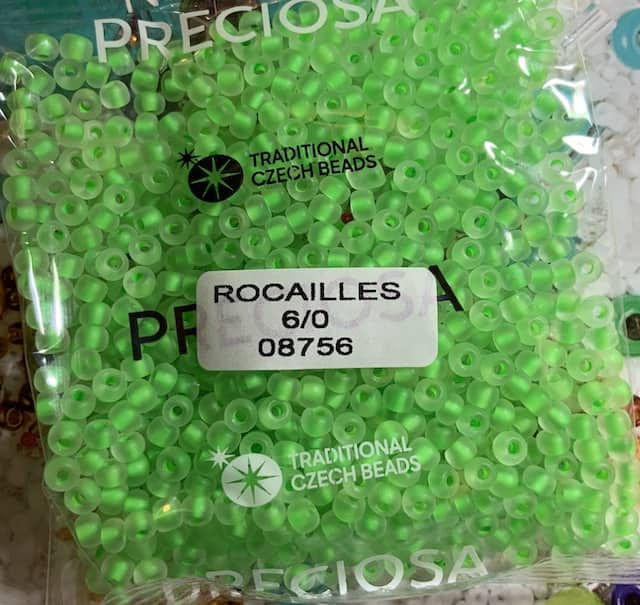 PRECIOSA
TRADITIONAL
CZECH BEADS
PRECIOSA
ROCAILLES
6/0
08756
TRADITIONAL
CZECH BEADS
PRECIOSA